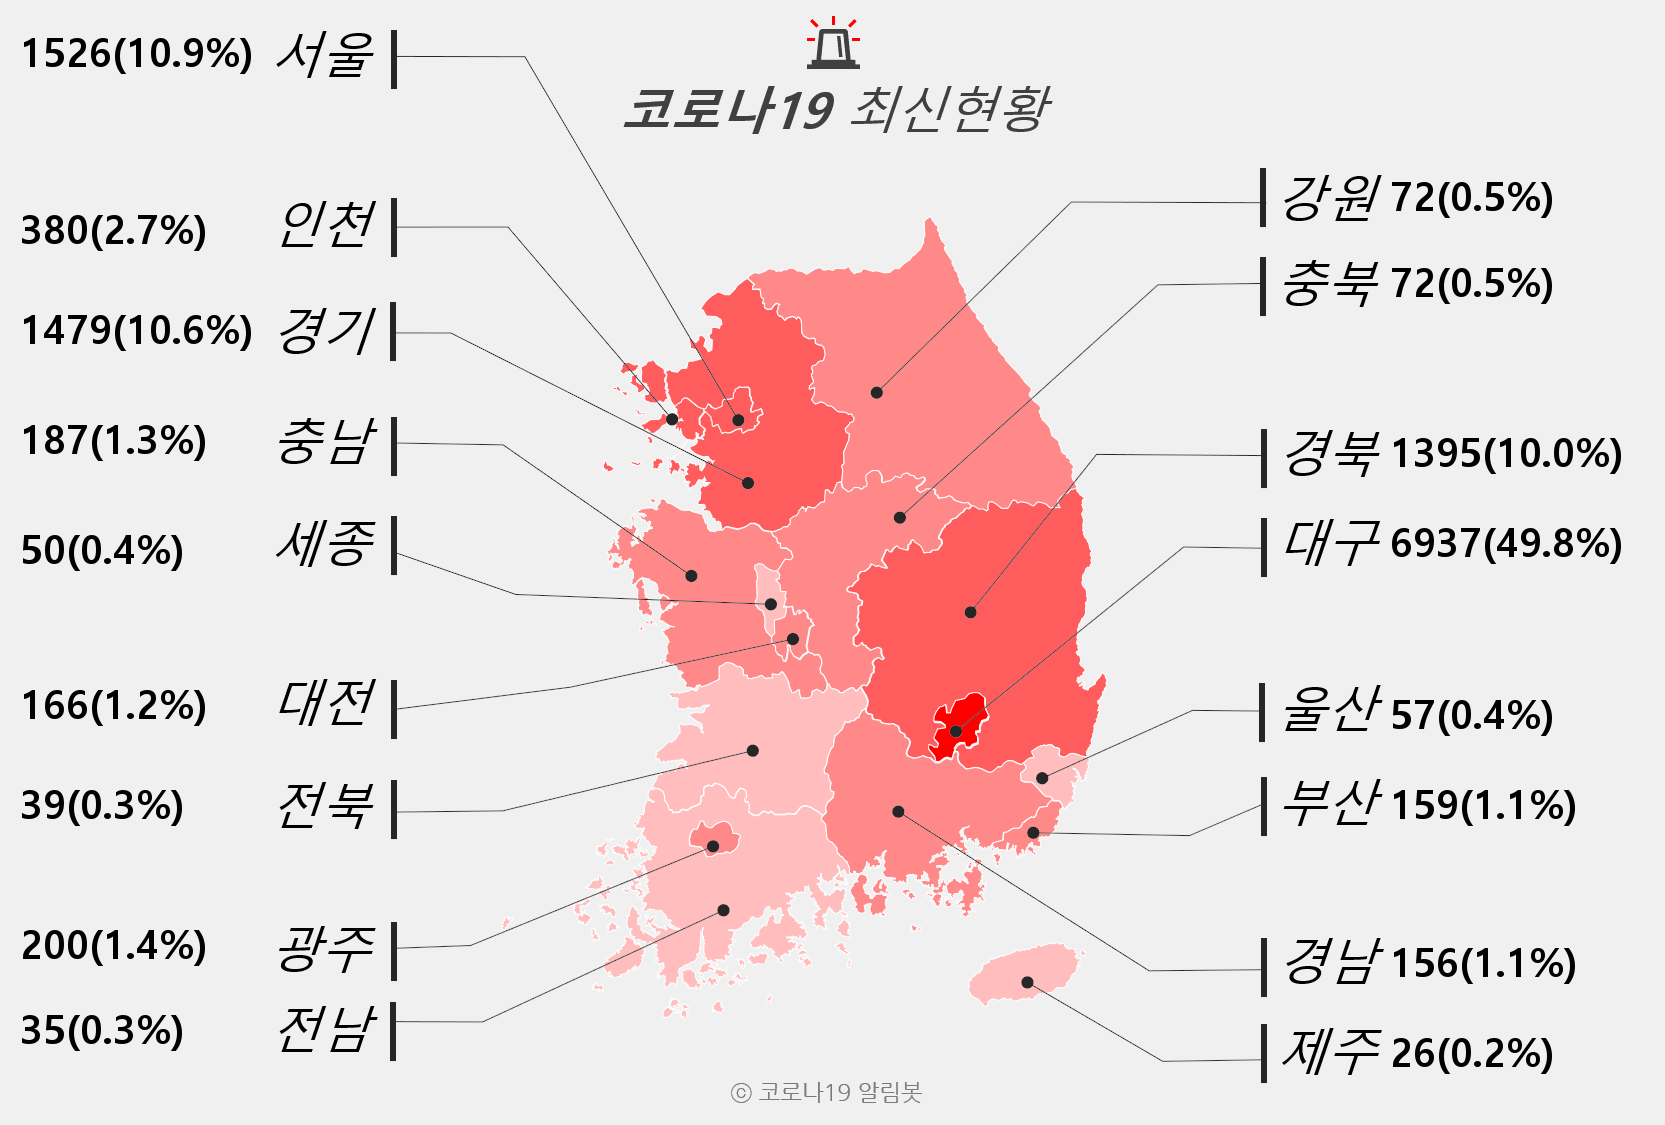 코로나19 최신현황
1526(10.9%) 서울
380(2.7%) 인천
1479(10.6%) 경기
187(1.3%) 충남
50(0.4%) 세종
166(1.2%) 대전
39(0.3%) 전북
200(1.4%) 광주
35(0.3%) 전남
강원 72(0.5%)
충북 72(0.5%)
경북 1395(10.0%)
대구 6937(49.8%)
울산 57(0.4%)
부산 159(1.1%)
경남 156(1.1%)
제주 26(0.2%)
ⓒ 코로나19 알림봇